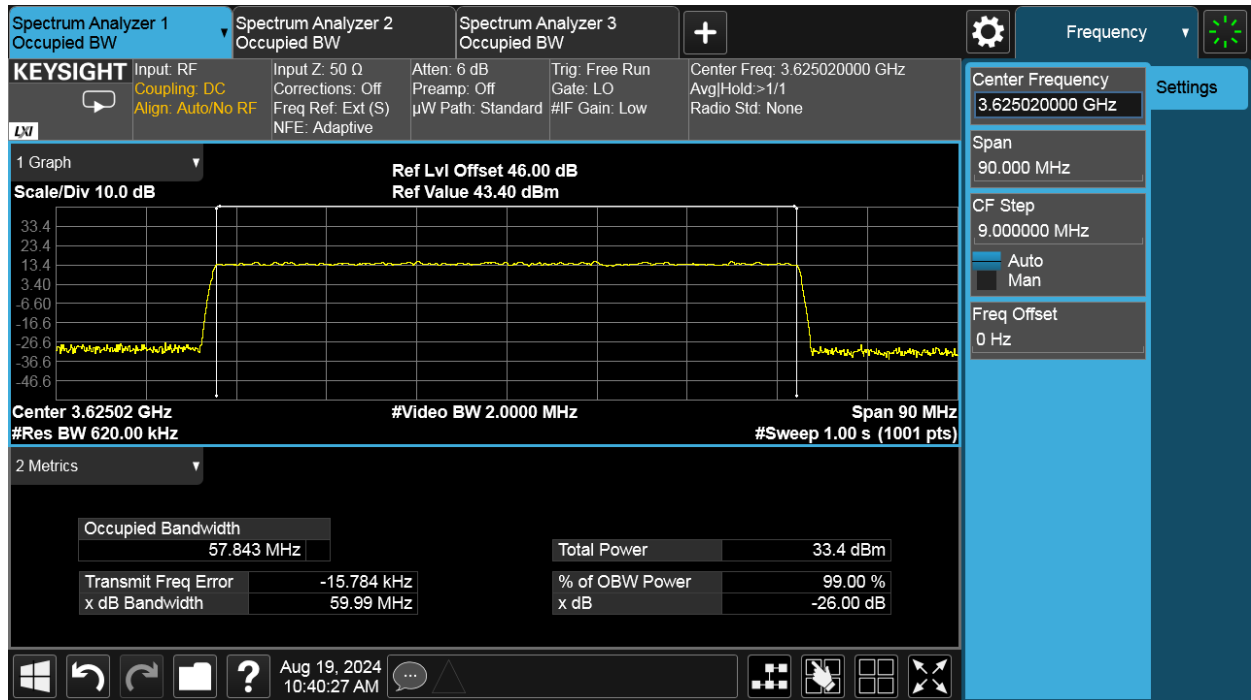 Spectrum Analyzer 1
Occupied BW
Spectrum Analyzer 2
Occupied BW
Spectrum Analyzer 3
Occupied BW
+
Frequency
KEYSIGHT
LXI
Input: RF
Coupling: DC
Align: Auto/No RF
Input Z: 50 Ω
Corrections: Off
Freq Ref: Ext (S)
NFE: Adaptive
Atten: 6 dB
Preamp: Off
µW Path: Standard
Trig: Free Run
Gate: LO
#IF Gain: Low
Center Freq: 3.625020000 GHz
Avg|Hold:>1/1
Radio Std: None
Center Frequency
3.625020000 GHz
Settings
Span
90.000 MHz
CF Step
9.000000 MHz
Auto
Man
Freq Offset
0 Hz
1 Graph
Scale/Div 10.0 dB
Ref Lvl Offset 46.00 dB
Ref Value 43.40 dBm
33.4
23.4
13.4
3.40
-6.60
-16.6
-26.6
-36.6
-46.6
Center 3.62502 GHz
#Video BW 2.0000 MHz
Span 90 MHz
#Res BW 620.00 kHz
#Sweep 1.00 s (1001 pts)
2 Metrics
Occupied Bandwidth
57.843 MHz
Total Power 33.4 dBm
Transmit Freq Error -15.784 kHz
% of OBW Power 99.00 %
x dB Bandwidth 59.99 MHz
x dB -26.00 dB
?
Aug 19, 2024
10:40:27 AM